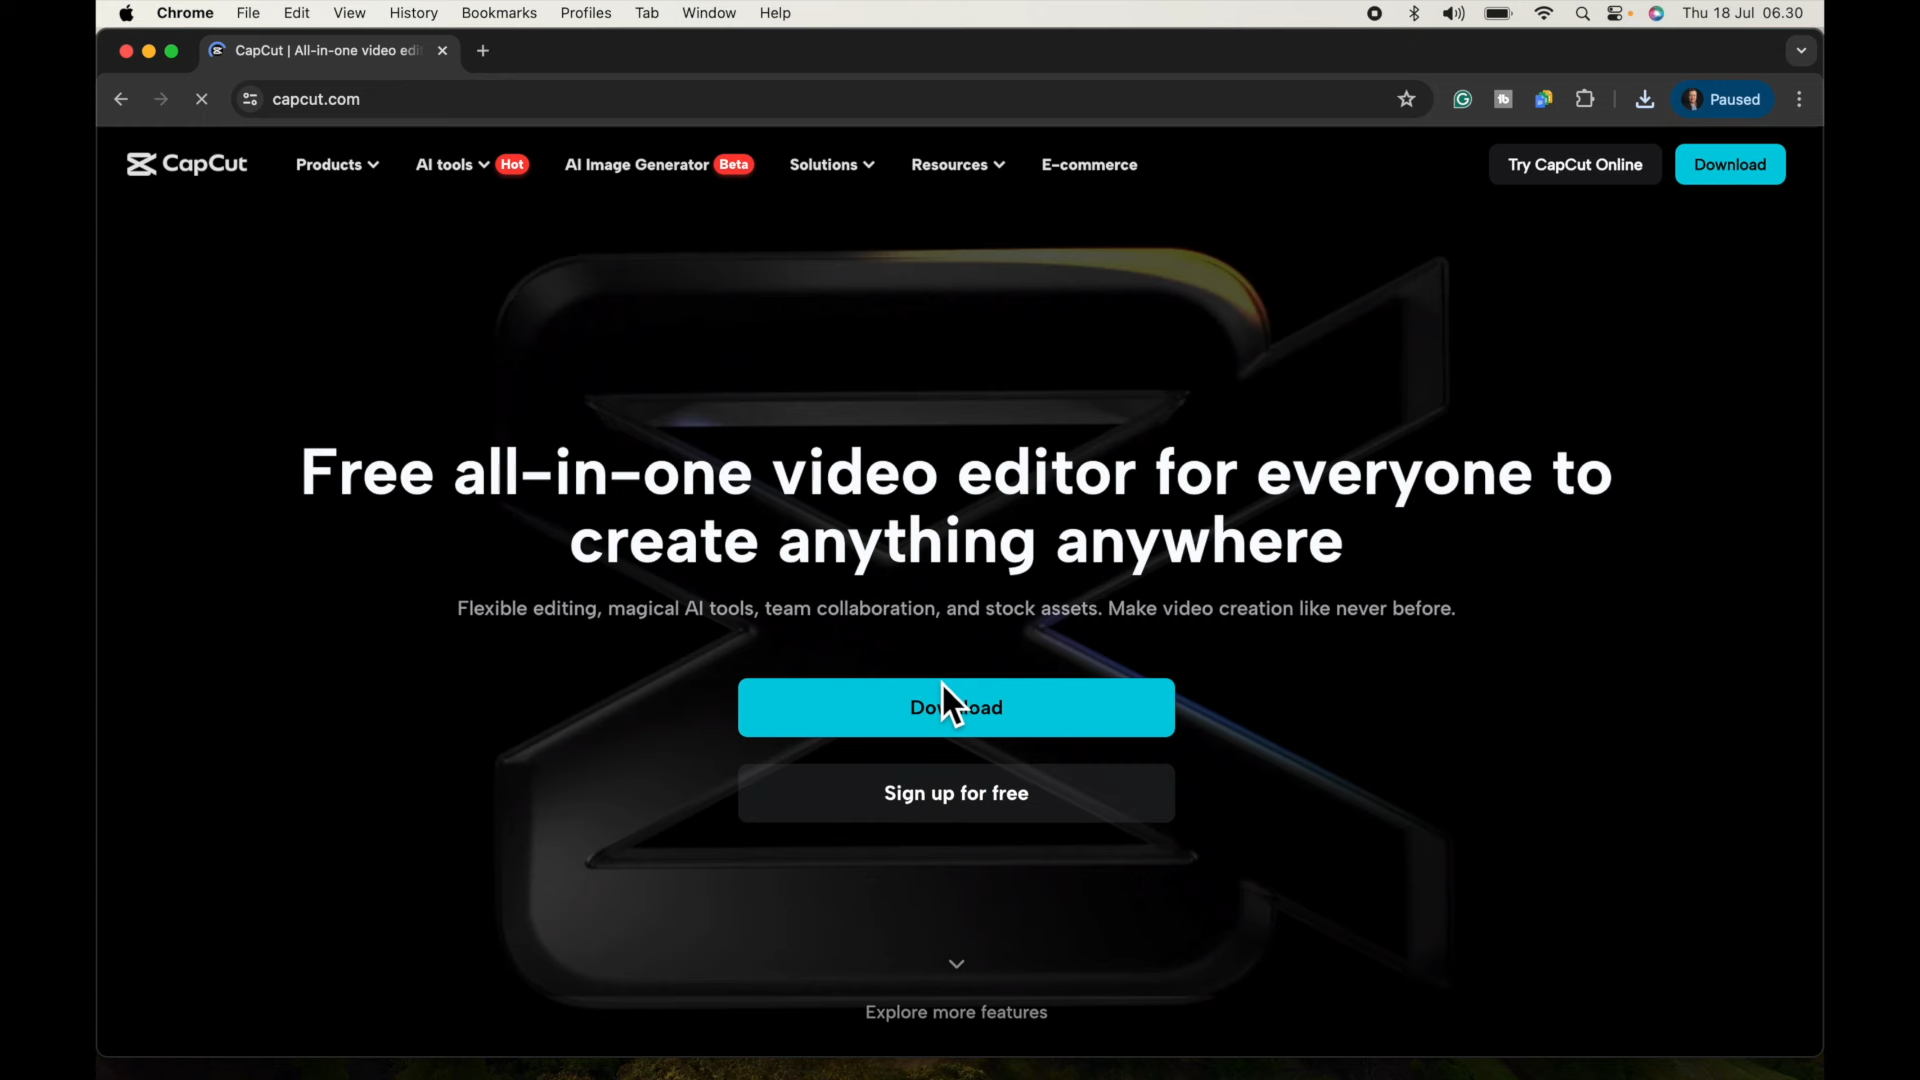 Chrome File Edit View History Bookmarks Profiles Tab Window Help Thu 18 Jul 06.30
CapCut | All-in-one video edi
capcut.com
Paused
CapCut Products AI tools Hot AI Image Generator Beta Solutions Resources E-commerce Try CapCut Online Download
Free all-in-one video editor for everyone to
create anything anywhere
Flexible editing, magical AI tools, team collaboration, and stock assets. Make video creation like never before.
Download
Sign up for free
Explore more features